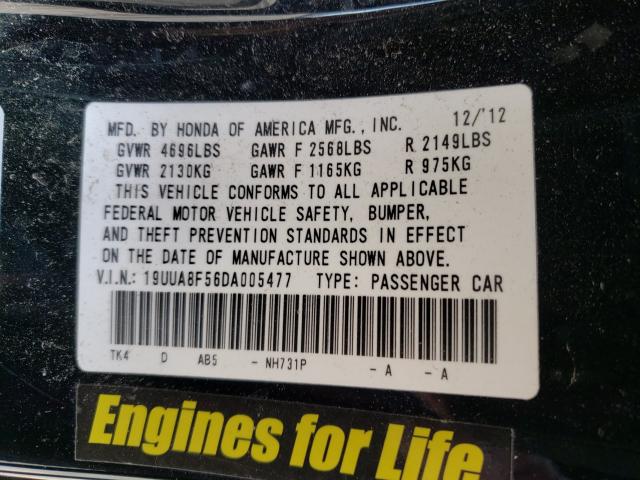 MFD. BY HONDA OF AMERICA MFG., INC. 12/'12
GVWR 4696LBS GAWR F 2568LBS R 2149LBS
GVWR 2130KG GAWR F 1165KG R 975KG
THIS VEHICLE CONFORMS TO ALL APPLICABLE
FEDERAL MOTOR VEHICLE SAFETY, BUMPER,
AND THEFT PREVENTION STANDARDS IN EFFECT
ON THE DATE OF MANUFACTURE SHOWN ABOVE.
V.I.N.: 19UUA8F56DA005477 TYPE: PASSENGER CAR
TK4 D AB5 - NH731P - A - A
Engines for Life